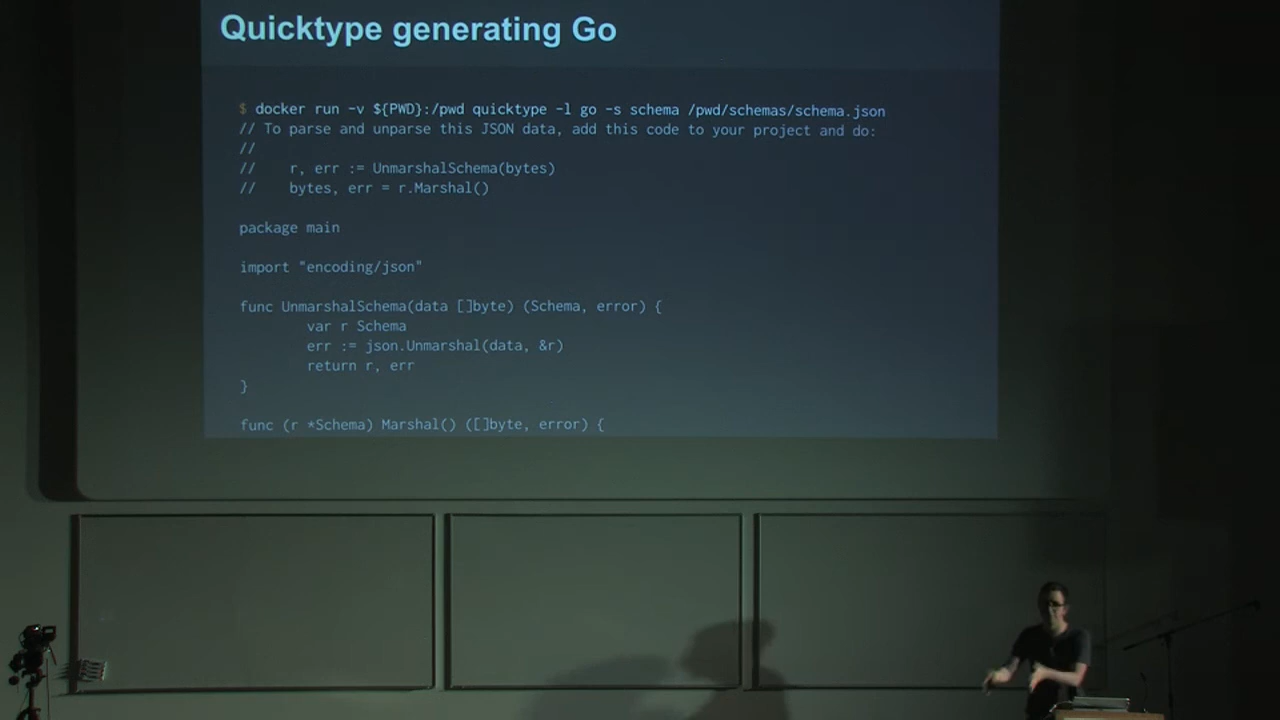 Quicktype generating Go
$ docker run -v ${PWD}:/pwd quicktype -l go -s schema /pwd/schemas/schema.json
// To parse and unparse this JSON data, add this code to your project and do:
//
//    r, err := UnmarshalSchema(bytes)
//    bytes, err = r.Marshal()
package main
import "encoding/json"
func UnmarshalSchema(data []byte) (Schema, error) {
        var r Schema
        err := json.Unmarshal(data, &r)
        return r, err
}
func (r *Schema) Marshal() ([]byte, error) {